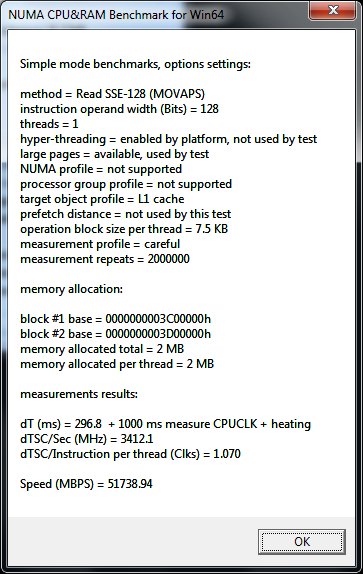 NUMA CPU&RAM Benchmark for Win64
Simple mode benchmarks, options settings:
method = Read SSE-128 (MOVAPS)
instruction operand width (Bits) = 128
threads = 1
hyper-threading = enabled by platform, not used by test
large pages = available, used by test
NUMA profile = not supported
processor group profile = not supported
target object profile = L1 cache
prefetch distance = not used by this test
operation block size per thread = 7.5 KB
measurement profile = careful
measurement repeats = 2000000
memory allocation:
block #1 base = 0000000003C00000h
block #2 base = 0000000003D00000h
memory allocated total = 2 MB
memory allocated per thread = 2 MB
measurements results:
dT (ms) = 296.8  + 1000 ms measure CPUCLK + heating
dTSC/Sec (MHz) = 3412.1
dTSC/Instruction per thread (Clks) = 1.070
Speed (MBPS) = 51738.94
OK